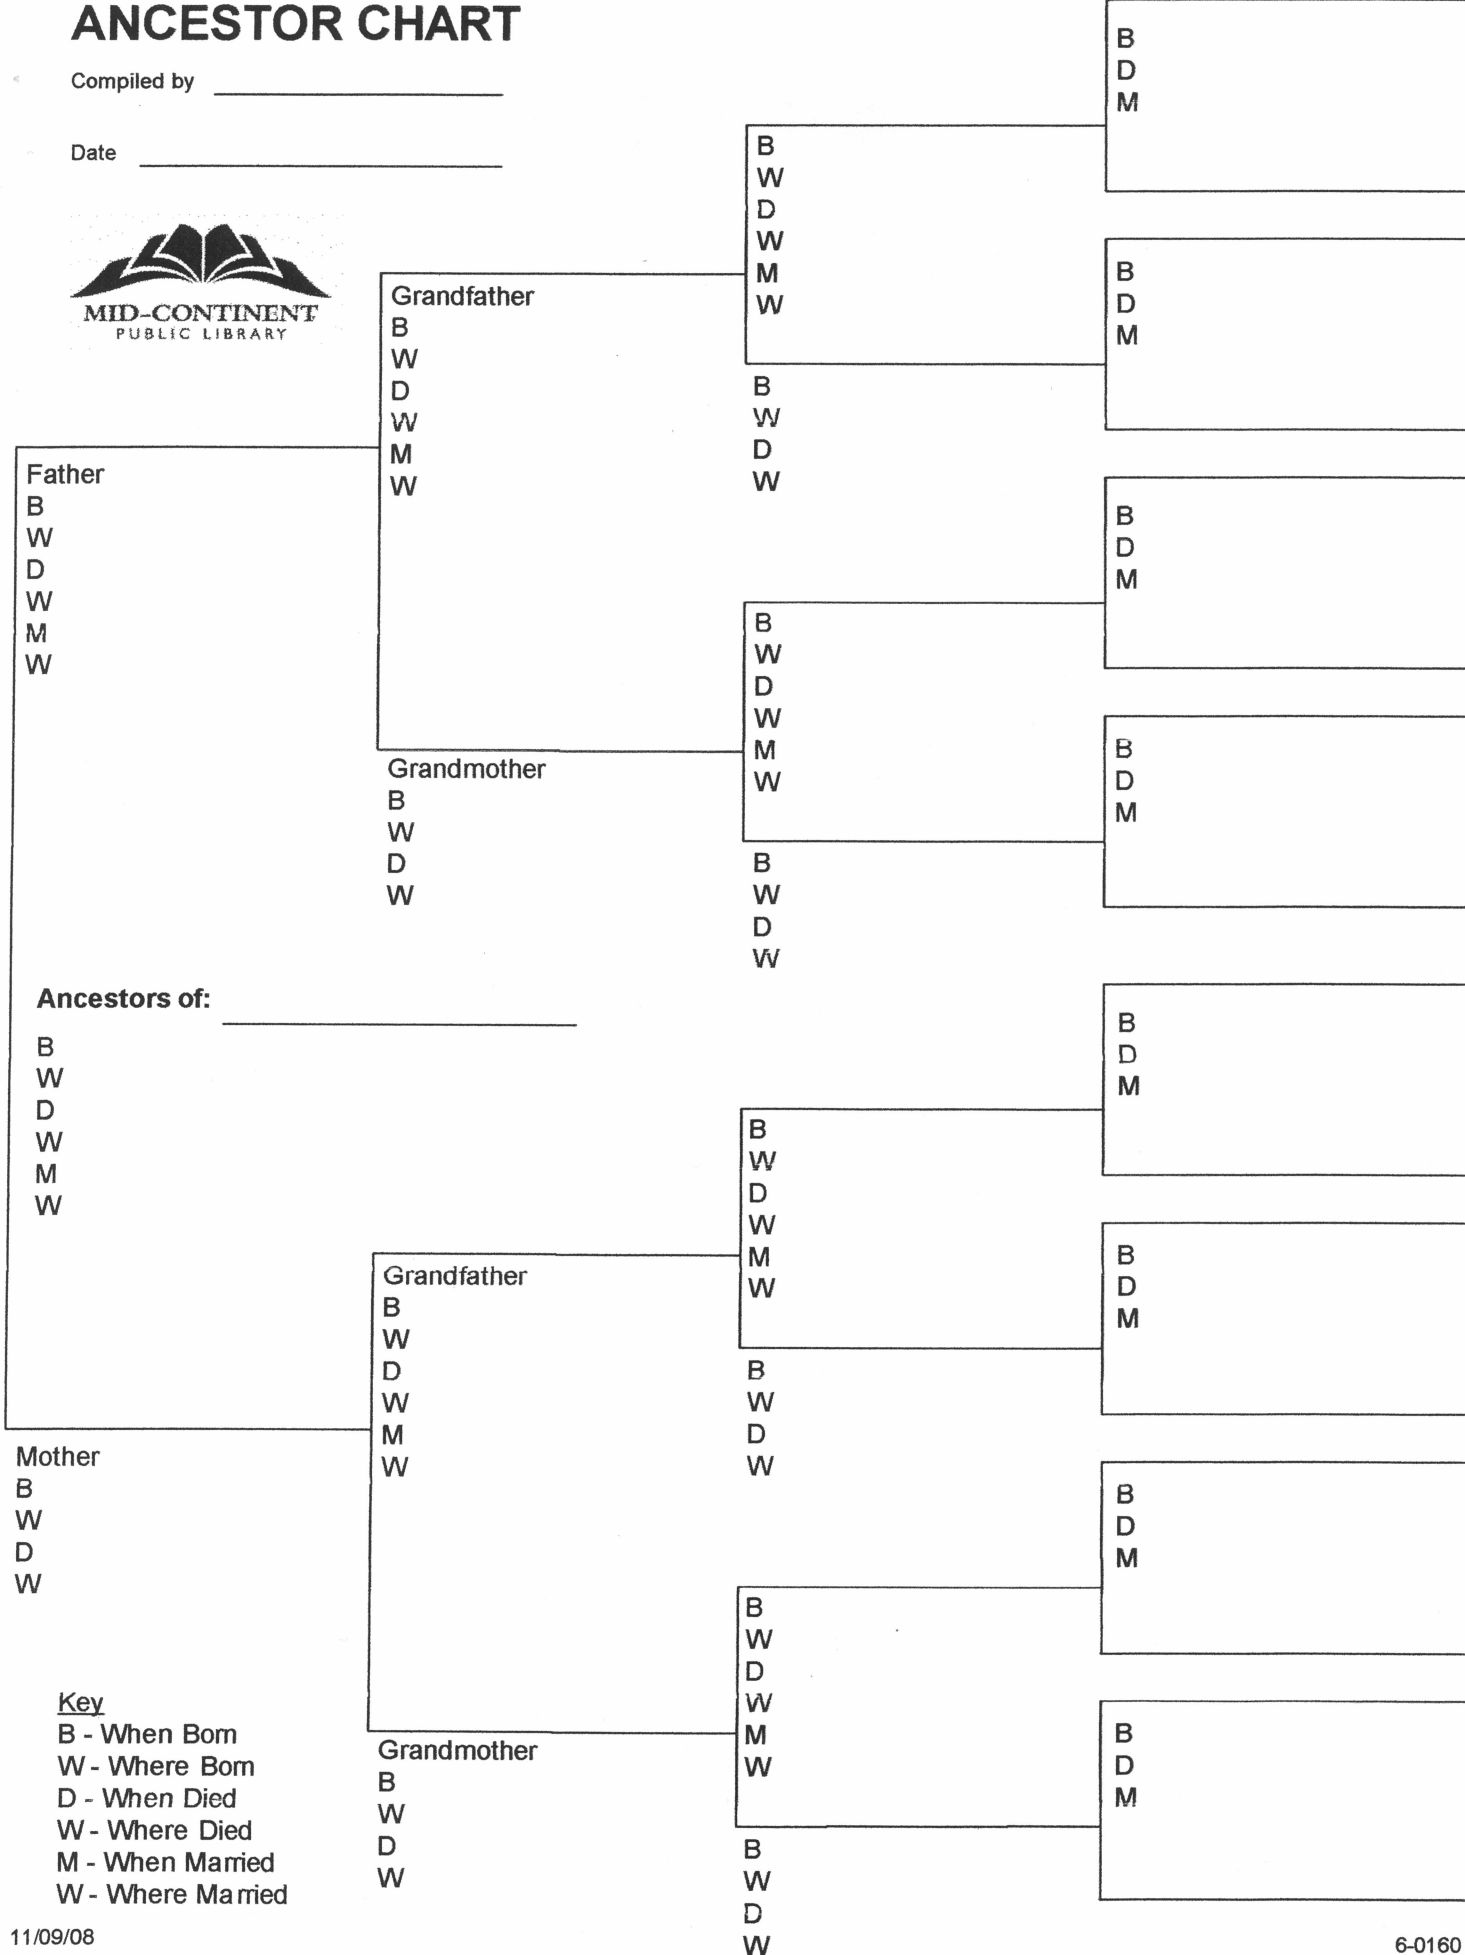 ANCESTOR CHART
Compiled by
Date
MID-CONTINENT
PUBLIC LIBRARY
Father
B
W
D
W
M
W
Ancestors of:
B
W
D
W
M
W
Mother
B
W
D
W
Key
B - When Born
W - Where Born
D - When Died
W - Where Died
M - When Married
W - Where Married
11/09/08
Grandfather
B
W
D
W
M
W
Grandmother
B
W
D
W
Grandfather
B
W
D
W
M
W
Grandmother
B
W
D
W
B
W
D
W
M
W
B
W
D
W
B
W
D
W
M
W
B
W
D
W
B
W
D
W
M
W
B
W
D
W
B
W
D
W
M
W
B
W
D
W
B
D
M
B
D
M
B
D
M
B
D
M
B
D
M
B
D
M
B
D
M
B
D
M
6-0160